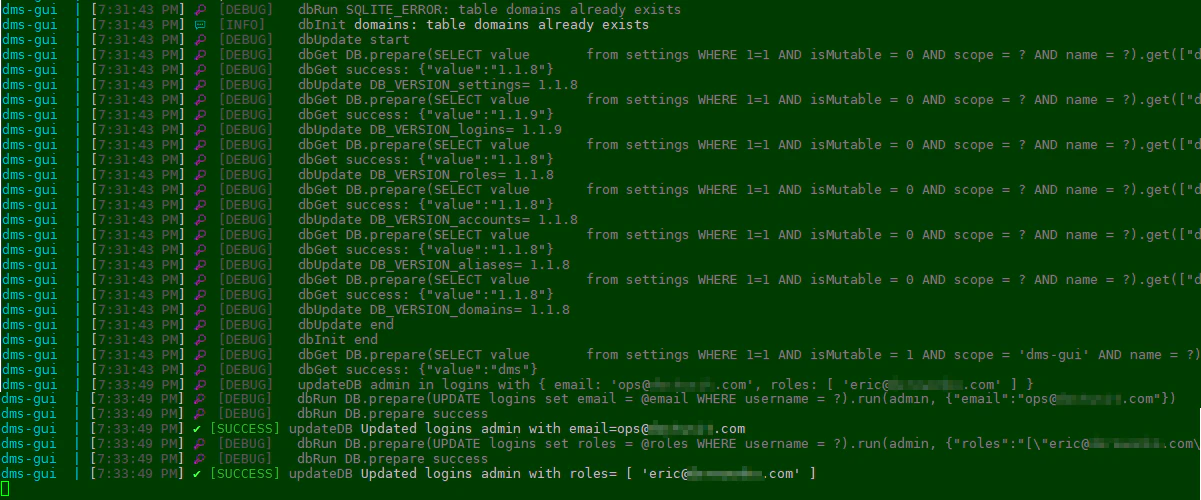 dms-gui | [7:31:43 PM] [DEBUG] dbRun SQLITE_ERROR: table domains already exists
dms-gui | [7:31:43 PM] [INFO] dbInit domains: table domains already exists
dms-gui | [7:31:43 PM] [DEBUG] dbUpdate start
dms-gui | [7:31:43 PM] [DEBUG] dbGet DB.prepare(SELECT value from settings WHERE 1=1 AND isMutable = 0 AND scope = ? AND name = ?).get(["d
dms-gui | [7:31:43 PM] [DEBUG] dbGet success: {"value":"1.1.8"}
dms-gui | [7:31:43 PM] [DEBUG] dbUpdate DB_VERSION_settings= 1.1.8
dms-gui | [7:31:43 PM] [DEBUG] dbGet DB.prepare(SELECT value from settings WHERE 1=1 AND isMutable = 0 AND scope = ? AND name = ?).get(["d
dms-gui | [7:31:43 PM] [DEBUG] dbGet success: {"value":"1.1.9"}
dms-gui | [7:31:43 PM] [DEBUG] dbUpdate DB_VERSION_logins= 1.1.9
dms-gui | [7:31:43 PM] [DEBUG] dbGet DB.prepare(SELECT value from settings WHERE 1=1 AND isMutable = 0 AND scope = ? AND name = ?).get(["d
dms-gui | [7:31:43 PM] [DEBUG] dbGet success: {"value":"1.1.8"}
dms-gui | [7:31:43 PM] [DEBUG] dbUpdate DB_VERSION_roles= 1.1.8
dms-gui | [7:31:43 PM] [DEBUG] dbGet DB.prepare(SELECT value from settings WHERE 1=1 AND isMutable = 0 AND scope = ? AND name = ?).get(["d
dms-gui | [7:31:43 PM] [DEBUG] dbGet success: {"value":"1.1.8"}
dms-gui | [7:31:43 PM] [DEBUG] dbUpdate DB_VERSION_accounts= 1.1.8
dms-gui | [7:31:43 PM] [DEBUG] dbGet DB.prepare(SELECT value from settings WHERE 1=1 AND isMutable = 0 AND scope = ? AND name = ?).get(["d
dms-gui | [7:31:43 PM] [DEBUG] dbGet success: {"value":"1.1.8"}
dms-gui | [7:31:43 PM] [DEBUG] dbUpdate DB_VERSION_aliases= 1.1.8
dms-gui | [7:31:43 PM] [DEBUG] dbGet DB.prepare(SELECT value from settings WHERE 1=1 AND isMutable = 0 AND scope = ? AND name = ?).get(["d
dms-gui | [7:31:43 PM] [DEBUG] dbGet success: {"value":"1.1.8"}
dms-gui | [7:31:43 PM] [DEBUG] dbUpdate DB_VERSION_domains= 1.1.8
dms-gui | [7:31:43 PM] [DEBUG] dbUpdate end
dms-gui | [7:31:43 PM] [DEBUG] dbInit end
dms-gui | [7:31:43 PM] [DEBUG] dbGet DB.prepare(SELECT value from settings WHERE 1=1 AND isMutable = 1 AND scope = 'dms-gui' AND name = ?)
dms-gui | [7:31:43 PM] [DEBUG] dbGet success: {"value":"dms"}
dms-gui | [7:33:49 PM] [DEBUG] updateDB admin in logins with { email: 'ops@ .com', roles: [ 'eric@ .com' ] }
dms-gui | [7:33:49 PM] [DEBUG] dbRun DB.prepare(UPDATE logins set email = @email WHERE username = ?).run(admin, {"email":"ops@ .com"})
dms-gui | [7:33:49 PM] [DEBUG] dbRun DB.prepare success
dms-gui | [7:33:49 PM] ✔ [SUCCESS] updateDB Updated logins admin with email=ops@ .com
dms-gui | [7:33:49 PM] [DEBUG] dbRun DB.prepare(UPDATE logins set roles = @roles WHERE username = ?).run(admin, {"roles":"[\"eric@ .com\
dms-gui | [7:33:49 PM] [DEBUG] dbRun DB.prepare success
dms-gui | [7:33:49 PM] ✔ [SUCCESS] updateDB Updated logins admin with roles= [ 'eric@ .com' ]